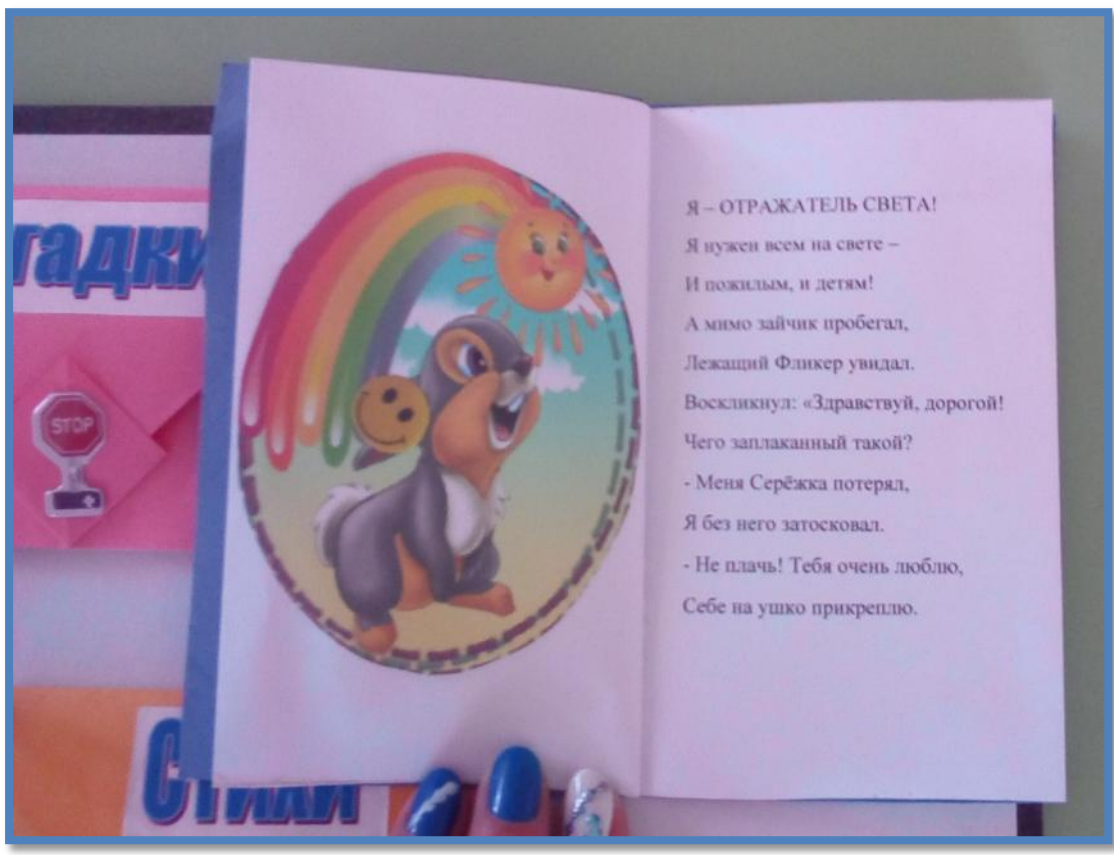 гадки
STOP
Стихи
Я – ОТРАЖАТЕЛЬ СВЕТА!
Я нужен всем на свете –
И пожилым, и детям!
А мимо зайчик пробегал,
Лежащий Фликер увидал.
Воскликнул: «Здравствуй, дорогой!
Чего заплаканный такой?
- Меня Серёжка потерял,
Я без него затосковал.
- Не плачь! Тебя очень люблю,
Себе на ушко прикреплю.